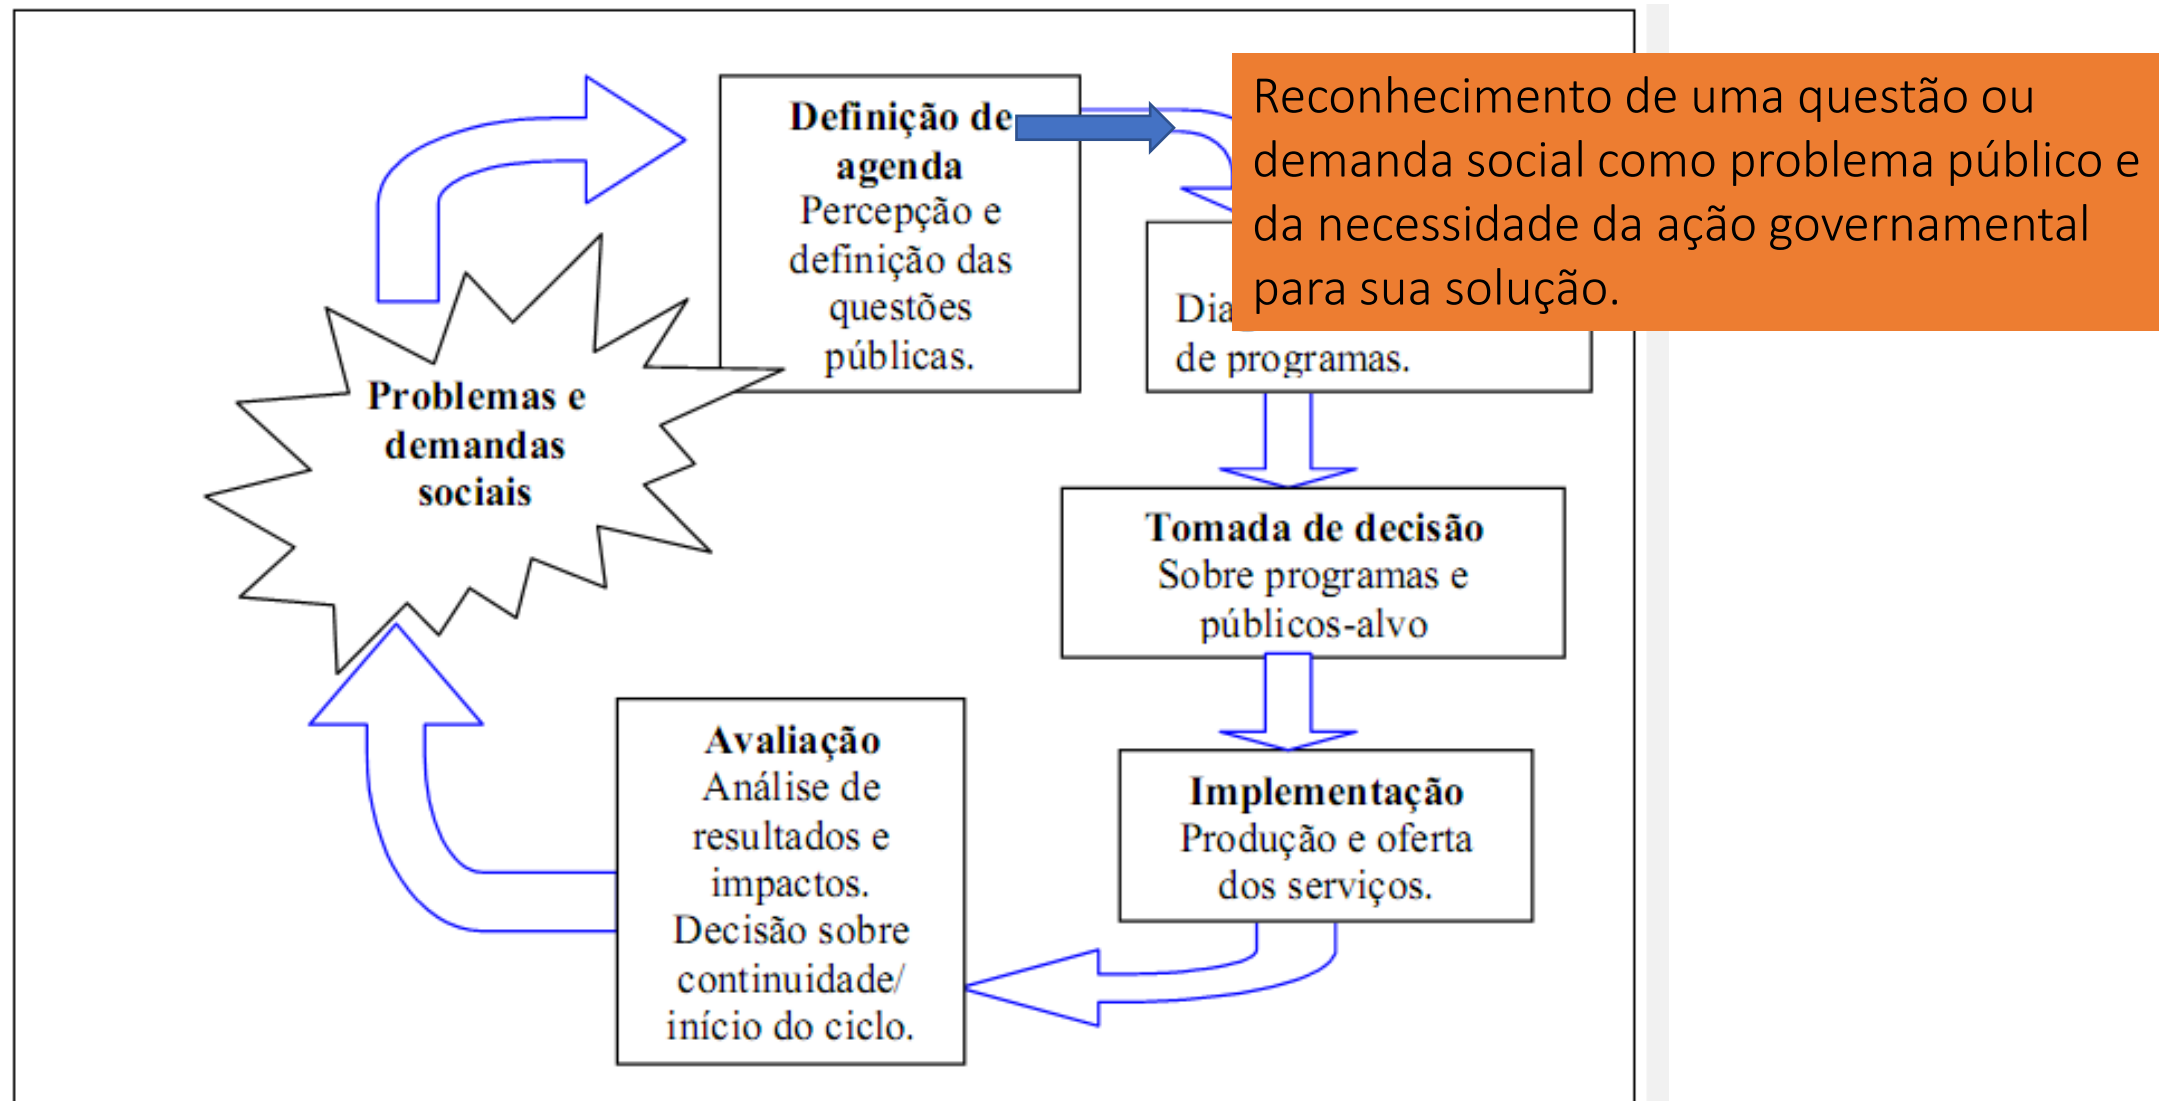 Definição de
agenda
Percepção e
definição das
questões
públicas.
Reconhecimento de uma questão ou
demanda social como problema público e
da necessidade da ação governamental
para sua solução.
de programas.
Problemas e
demandas
sociais
Tomada de decisão
Sobre programas e
públicos-alvo
Implementação
Produção e oferta
dos serviços.
Avaliação
Análise de
resultados e
impactos.
Decisão sobre
continuidade/
início do ciclo.